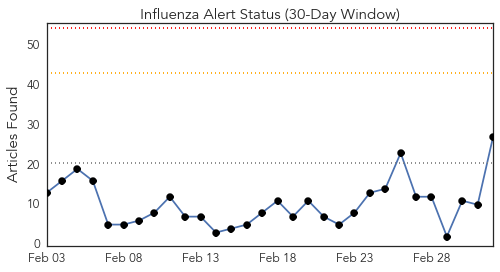 Influenza Alert Status (30-Day Window)
Articles Found
50
40
30
20
10
0
Feb 03 Feb 08 Feb 13 Feb 18 Feb 23 Feb 28